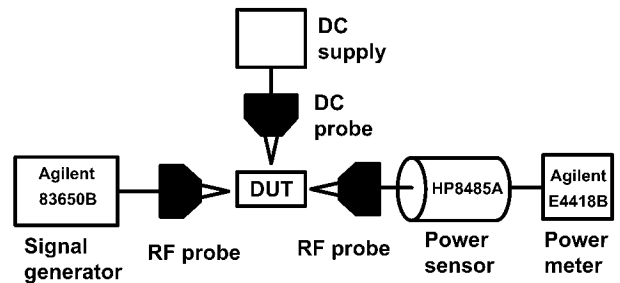 DC
supply
DC
probe
Agilent
83650B
DUT
HP8485A
Agilent
E4418B
Signal
generator
RF probe
RF probe
Power
sensor
Power
meter